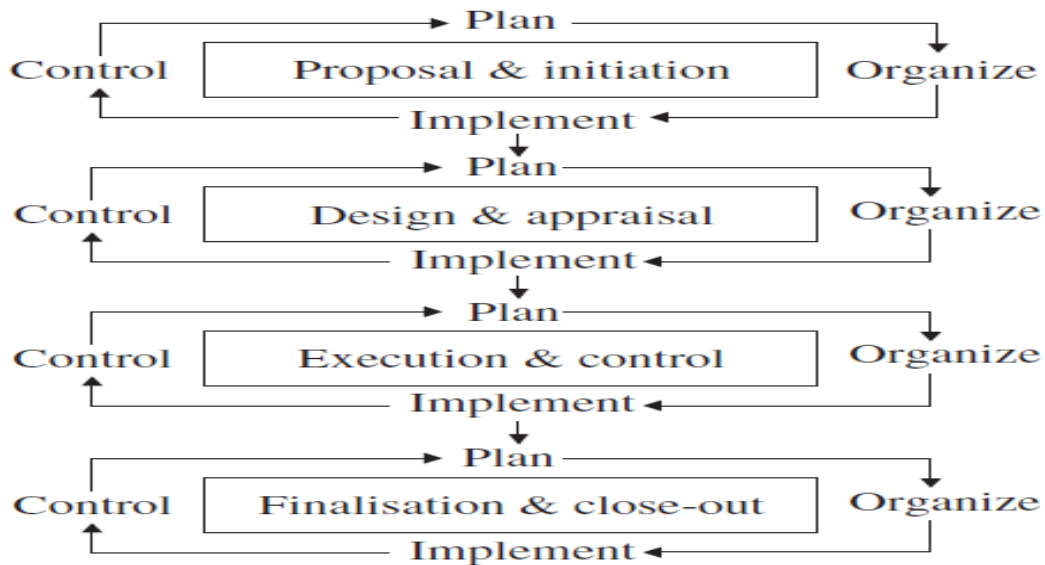 Plan
Control Proposal & initiation Organize
Implement
Plan
Control Design & appraisal Organize
Implement
Plan
Control Execution & control Organize
Implement
Plan
Control Finalisation & close-out Organize
Implement